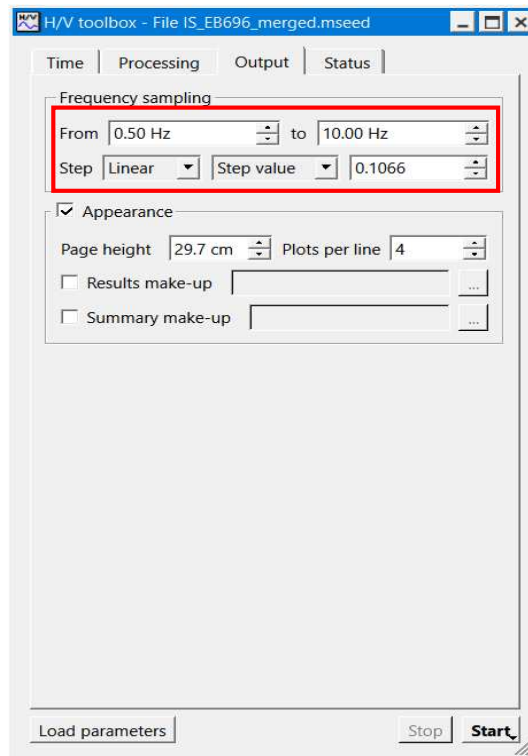 H/V toolbox - File IS_EB696_merged.mseed
Time Processing Output Status
Frequency sampling
From 0.50 Hz to 10.00 Hz
Step Linear Step value 0.1066
Appearance
Page height 29.7 cm Plots per line 4
Results make-up ...
Summary make-up ...
Load parameters Stop Start